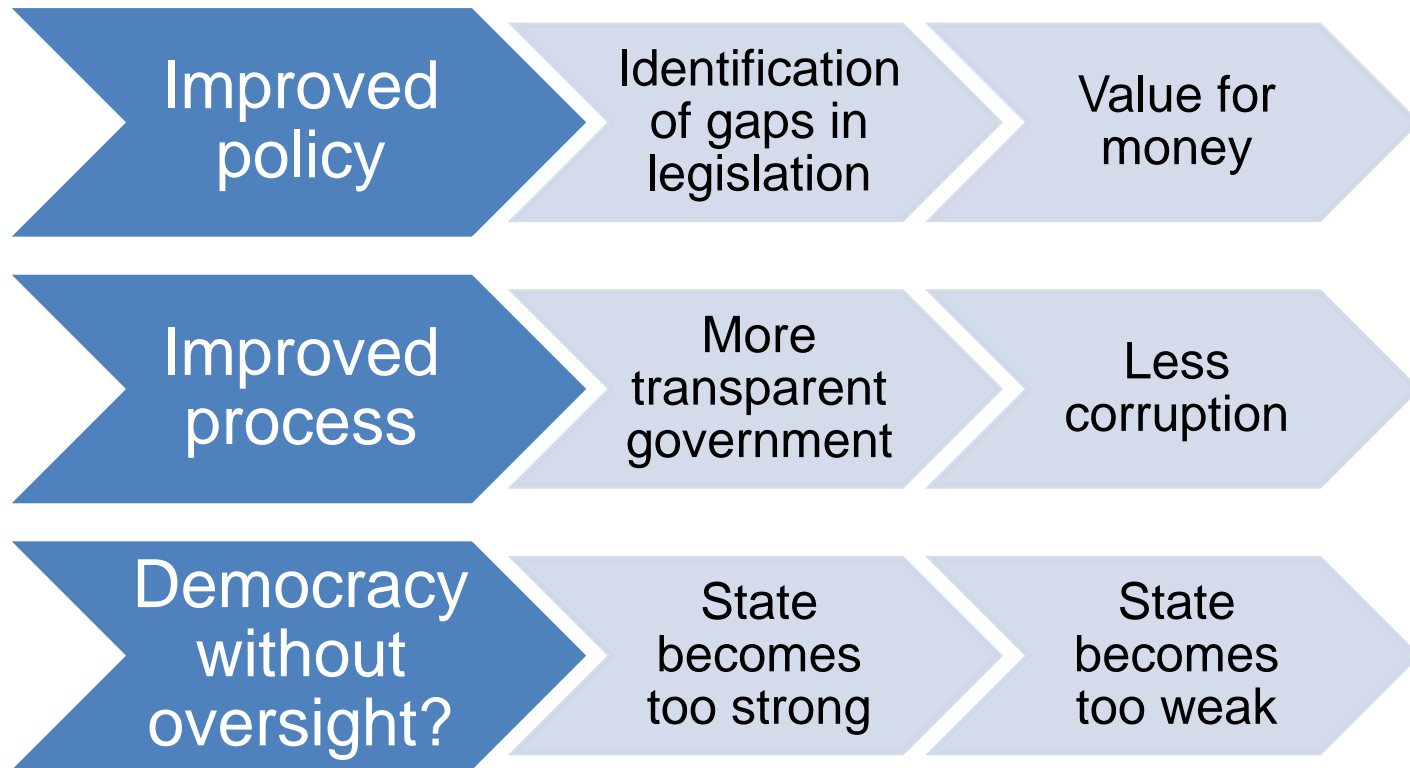 Improved
policy
Identification
of gaps in
legislation
Value for
money
Improved
process
More
transparent
government
Less
corruption
Democracy
without
oversight?
State
becomes
too strong
State
becomes
too weak